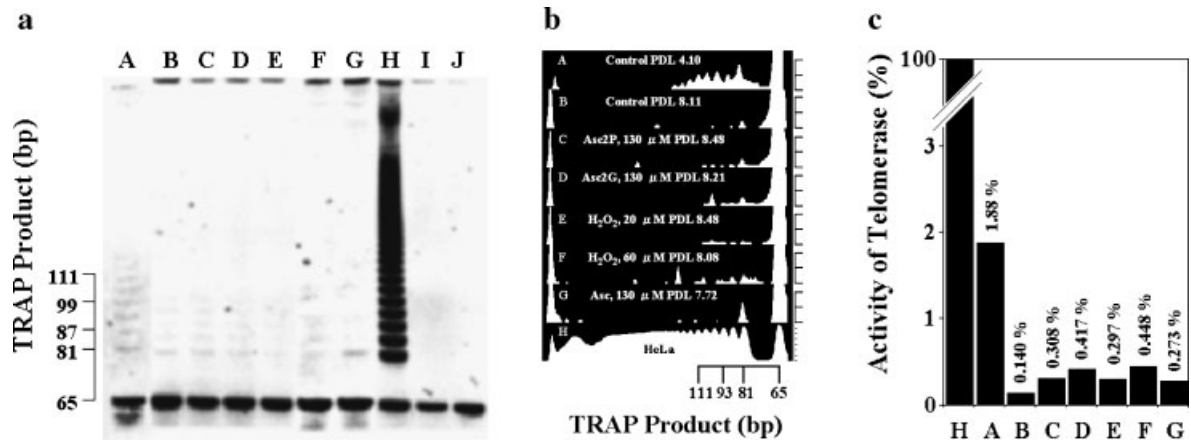 a
A B C D E F G H I J
TRAP Product (bp)
111
99
87
81
65
b
A Control PDL 4.10
B Control PDL 8.11
C Asc2P, 130 μM PDL 8.48
D Asc2G, 130 μM PDL 8.21
E H₂O₂, 20 μM PDL 8.48
F H₂O₂, 60 μM PDL 8.08
G Asc, 130 μM PDL 7.72
H HeLa
111 93 81 65
TRAP Product (bp)
c
Activity of Telomerase (%)
100
3
2
1
0
1.88 %
0.140 %
0.308 %
0.417 %
0.297 %
0.448 %
0.273 %
H A B C D E F G